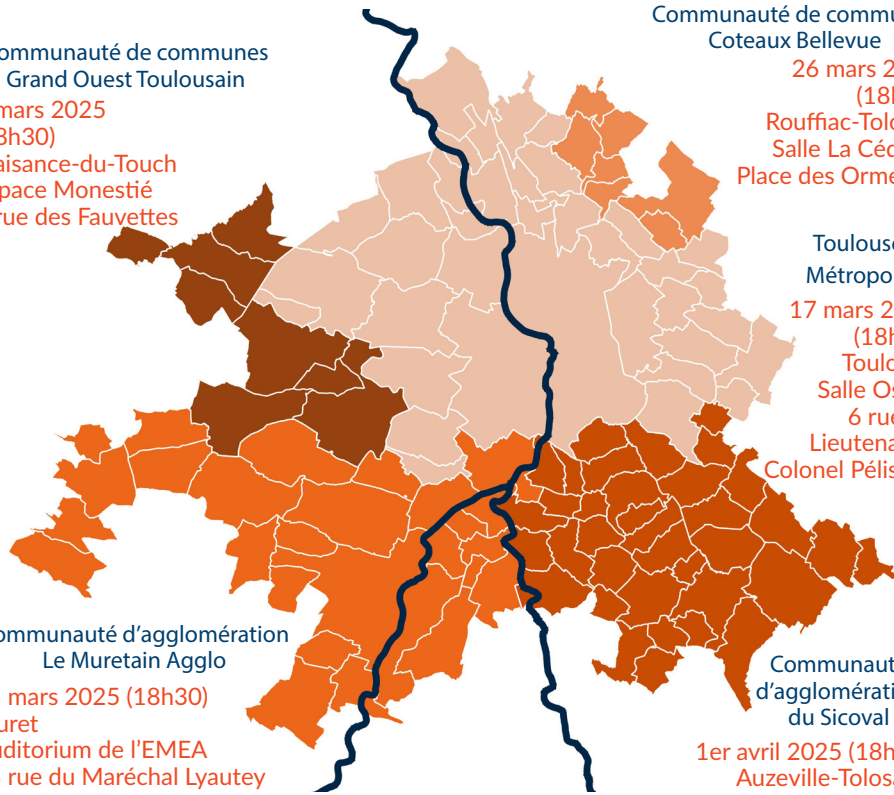 ommunauté de communes
Grand Ouest Toulousain
mars 2025
8h30)
aisance-du-Touch
pace Monestié
rue des Fauvettes
Communauté de commu
Coteaux Bellevue
26 mars 2
(18h
Rouffiac-Tolo
Salle La Céc
Place des Orme
Toulouse
Métropo
17 mars 2
(18h
Toulo
Salle Os
6 rue
Lieutena
Colonel Pélis
ommunauté d'agglomération
Le Muretain Agglo
mars 2025 (18h30)
uret
uditorium de l'EMEA
rue du Maréchal Lyautey
Communaut
d'agglomérati
du Sicoval
1er avril 2025 (18h
Auzeville-Tolosa